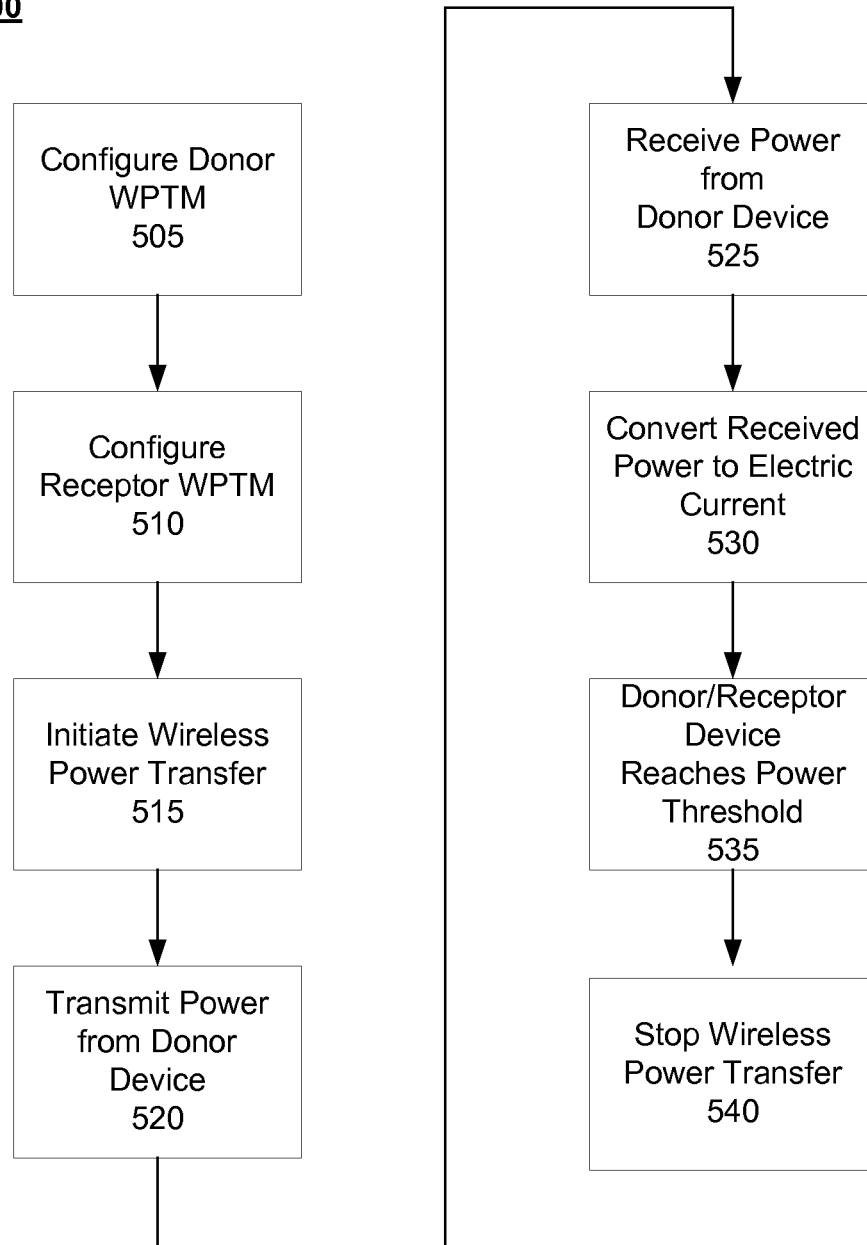 00
Configure Donor
WPTM
505
Configure
Receptor WPTM
510
Initiate Wireless
Power Transfer
515
Transmit Power
from Donor
Device
520
Receive Power
from
Donor Device
525
Convert Received
Power to Electric
Current
530
Donor/Receptor
Device
Reaches Power
Threshold
535
Stop Wireless
Power Transfer
540